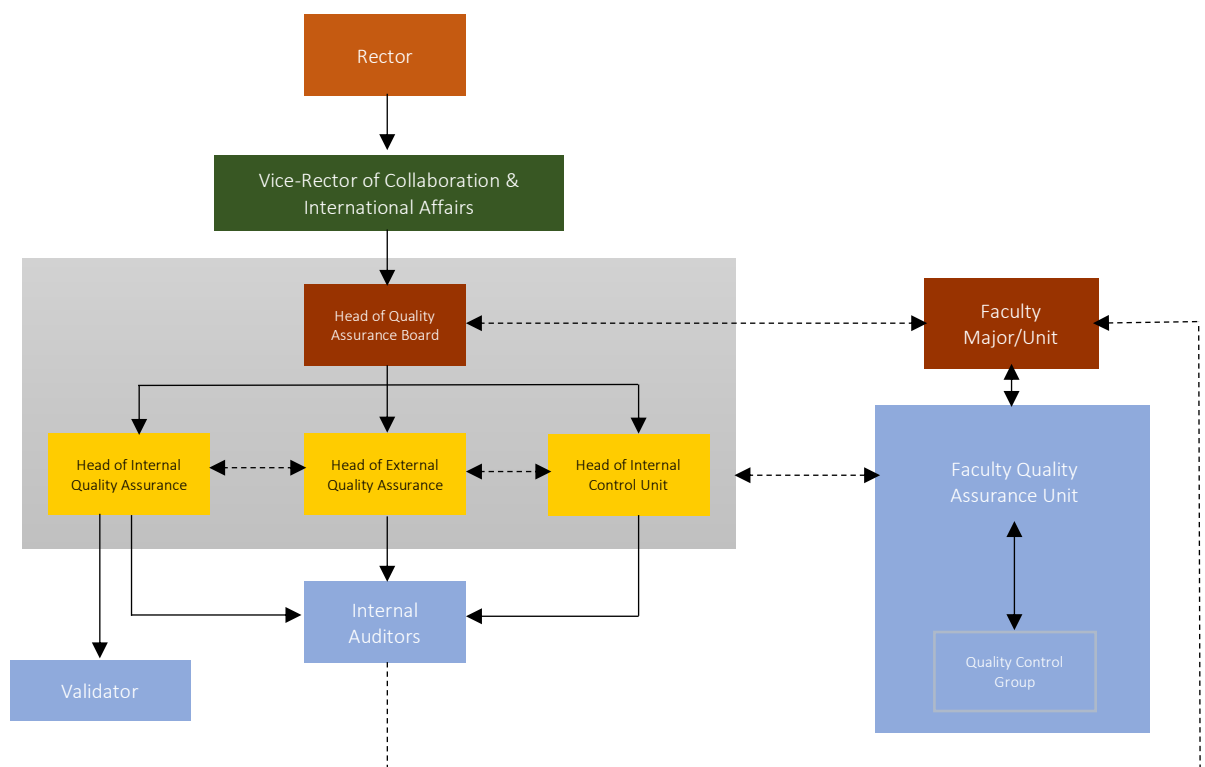 Rector
Vice-Rector of Collaboration &
International Affairs
Head of Quality
Assurance Board
Faculty
Major/Unit
Head of Internal
Quality Assurance
Head of External
Quality Assurance
Head of Internal
Control Unit
Faculty Quality
Assurance Unit
Internal
Auditors
Validator
Quality Control
Group